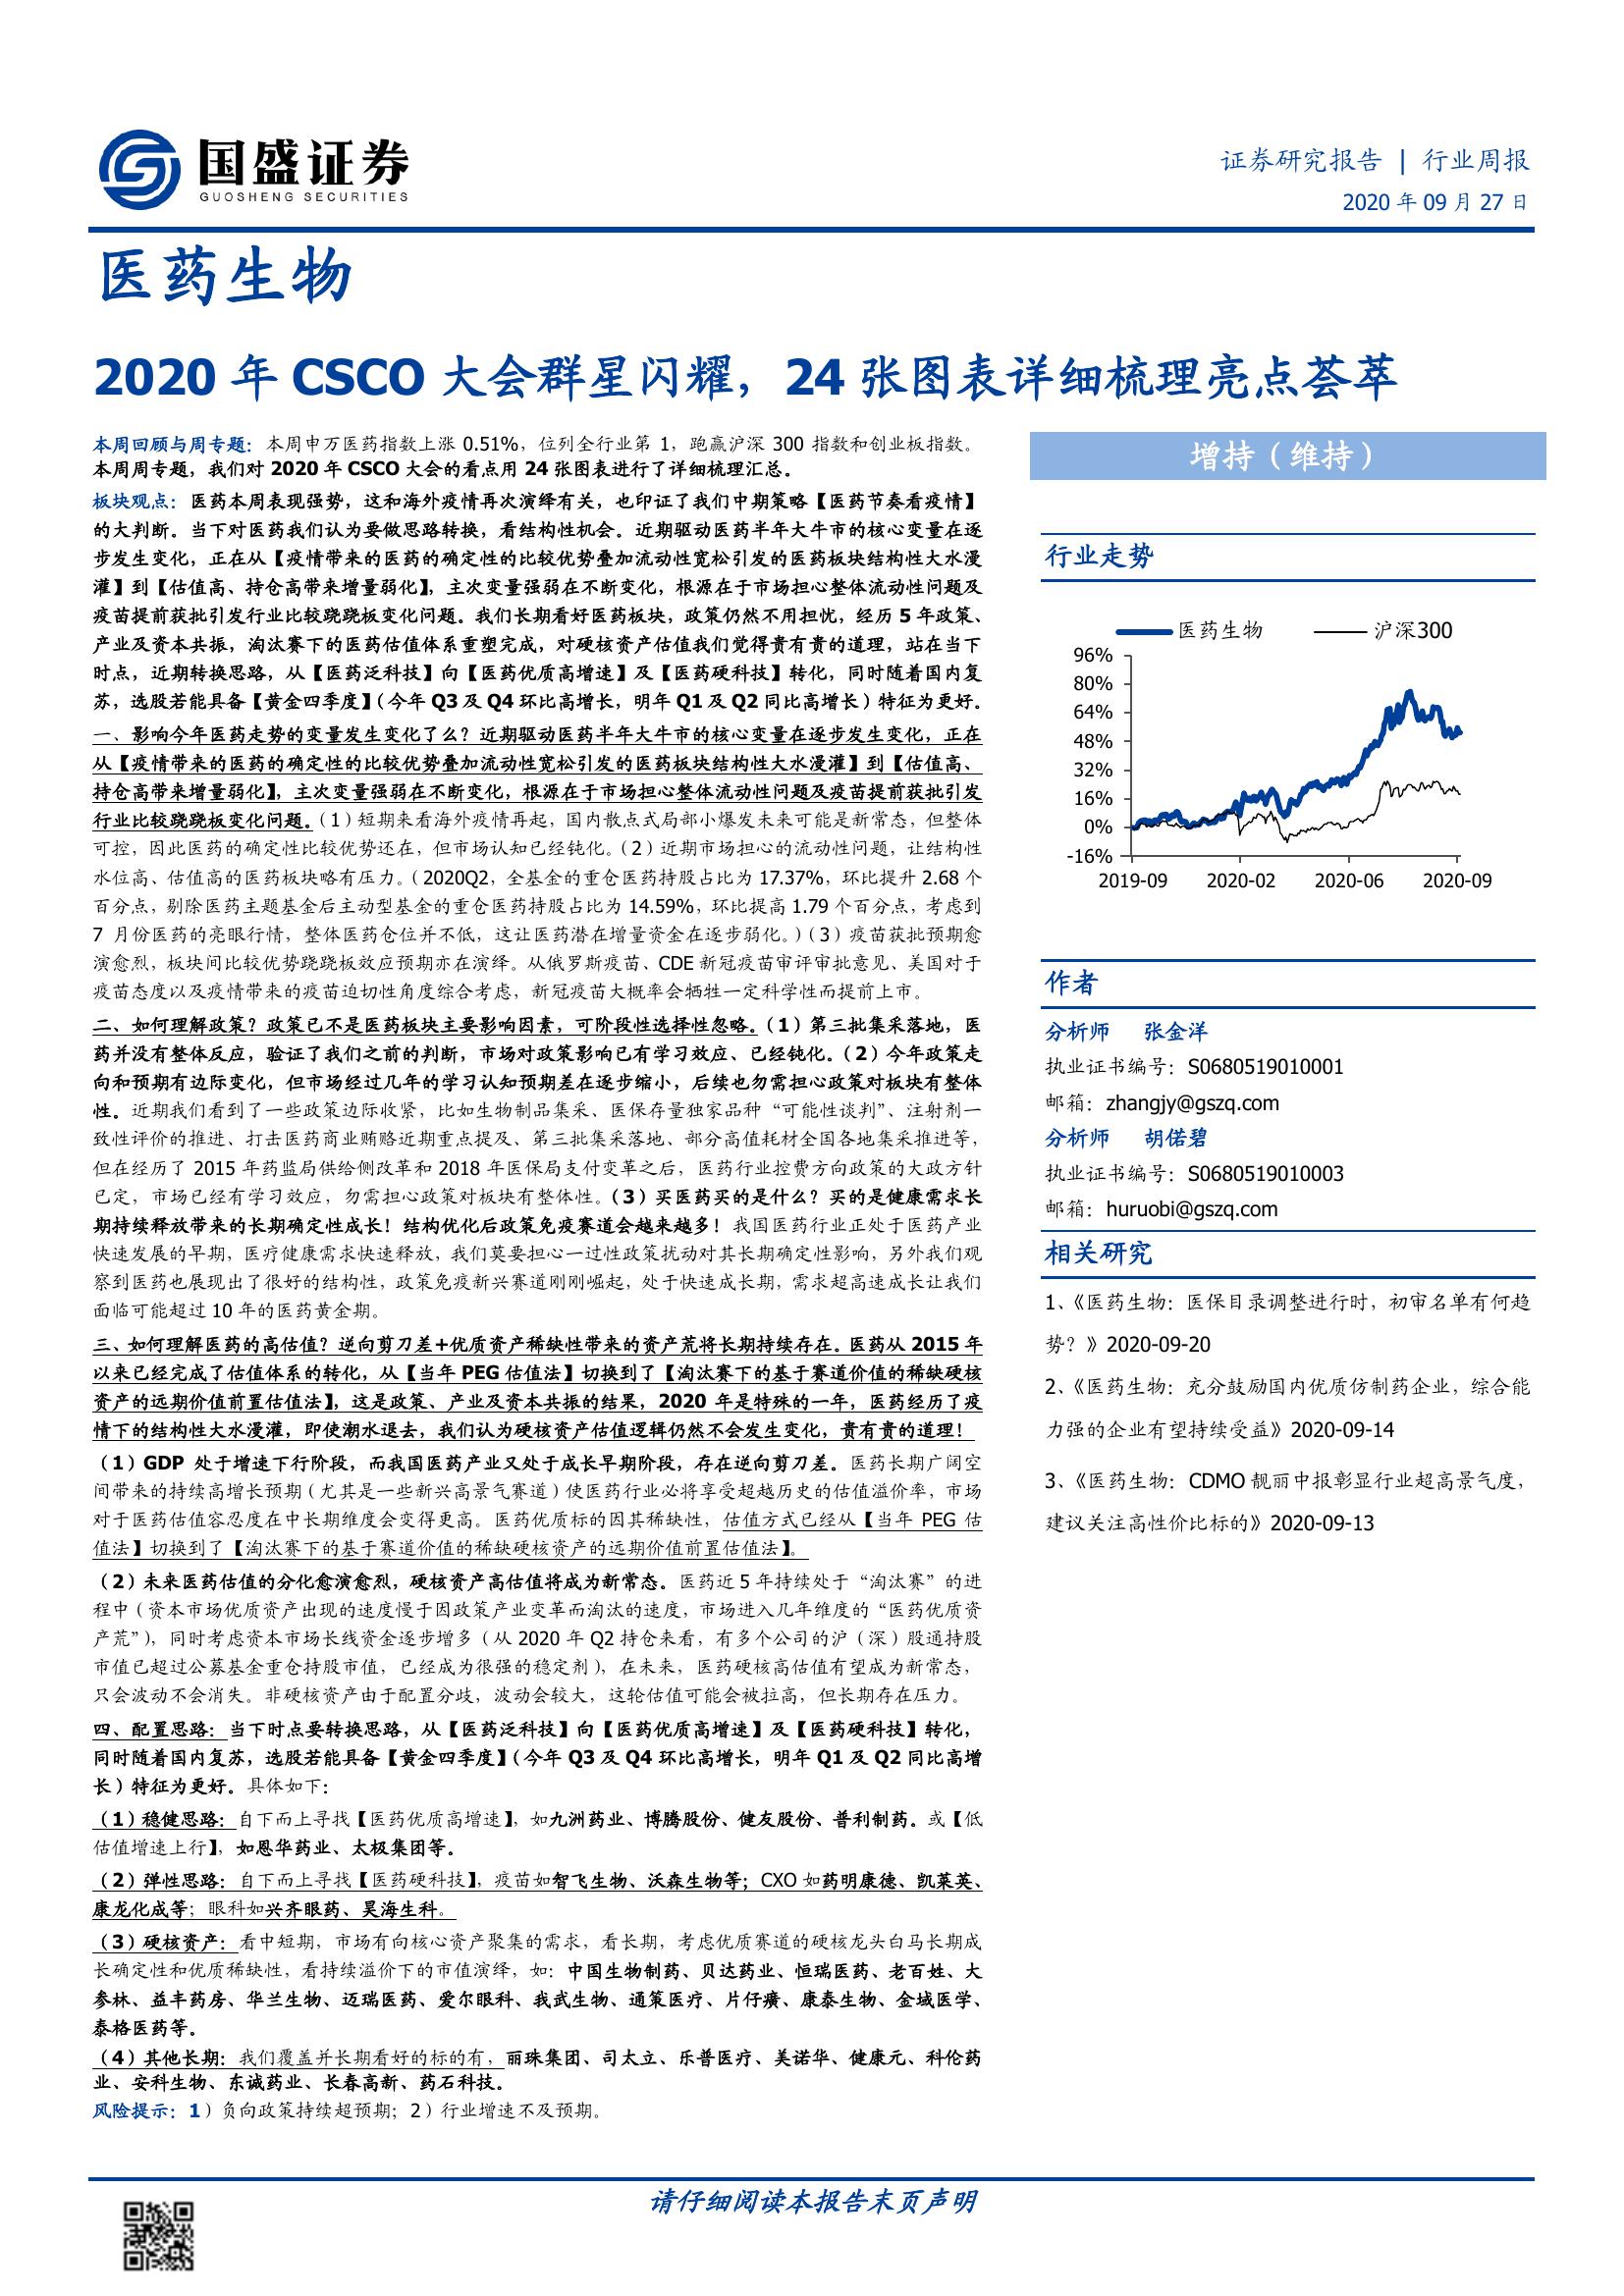 国盛证券
GUOSHENG SECURITIES
证券研究报告 | 行业周报
2020 年 09 月 27 日
医药生物
2020 年 CSCO 大会群星闪耀，24 张图表详细梳理亮点荟萃
本周回顾与周专题：本周申万医药指数上涨 0.51%，位列全行业第 1，跑赢沪深 300 指数和创业板指数。
本周周专题，我们对 2020 年 CSCO 大会的看点用 24 张图表进行了详细梳理汇总。
板块观点：医药本周表现强势，这和海外疫情再次演绎有关，也印证了我们中期策略【医药节奏看疫情】
的大判断。当下对医药我们认为要做思路转换，看结构性机会。近期驱动医药半年大牛市的核心变量在逐
步发生变化，正在从【疫情带来的医药的确定性的比较优势叠加流动性宽松引发的医药板块结构性大水漫
灌】到【估值高、持仓高带来增量弱化】，主次变量强弱在不断变化，根源在于市场担心整体流动性问题及
疫苗提前获批引发行业比较跷跷板变化问题。我们长期看好医药板块，政策仍然不用担忧，经历 5 年政策、
产业及资本共振，淘汰赛下的医药估值体系重塑完成，对硬核资产估值我们觉得贵有贵的道理，站在当下
时点，近期转换思路，从【医药泛科技】向【医药优质高增速】及【医药硬科技】转化，同时随着国内复
苏，选股若能具备【黄金四季度】（今年 Q3 及 Q4 环比高增长，明年 Q1 及 Q2 同比高增长）特征为更好。
一、影响今年医药走势的变量发生变化了么？近期驱动医药半年大牛市的核心变量在逐步发生变化，正在
从【疫情带来的医药的确定性的比较优势叠加流动性宽松引发的医药板块结构性大水漫灌】到【估值高、
持仓高带来增量弱化】，主次变量强弱在不断变化，根源在于市场担心整体流动性问题及疫苗提前获批引发
行业比较跷跷板变化问题。（1）短期来看海外疫情再起，国内散点式局部小爆发未来可能是新常态，但整体
可控，因此医药的确定性比较优势还在，但市场认知已经钝化。（2）近期市场担心的流动性问题，让结构性
水位高、估值高的医药板块略有压力。（2020Q2，全基金的重仓医药持股占比为 17.37%，环比提升 2.68 个
百分点，剔除医药主题基金后主动型基金的重仓医药持股占比为 14.59%，环比提高 1.79 个百分点，考虑到
7 月份医药的亮眼行情，整体医药仓位并不低，这让医药潜在增量资金在逐步弱化。）（3）疫苗获批预期愈
演愈烈，板块间比较优势跷跷板效应预期亦在演绎。从俄罗斯疫苗、CDE 新冠疫苗审评审批意见、美国对于
疫苗态度以及疫情带来的疫苗迫切性角度综合考虑，新冠疫苗大概率会牺牲一定科学性而提前上市。
二、如何理解政策？政策已不是医药板块主要影响因素，可阶段性选择性忽略。（1）第三批集采落地，医
药并没有整体反应，验证了我们之前的判断，市场对政策影响已有学习效应、已经钝化。（2）今年政策走
向和预期有边际变化，但市场经过几年的学习认知预期差在逐步缩小，后续也勿需担心政策对板块有整体
性。近期我们看到了一些政策边际收紧，比如生物制品集采、医保存量独家品种“可能性谈判”、注射剂一
致性评价的推进、打击医药商业贿赂近期重点提及、第三批集采落地、部分高值耗材全国各地集采推进等，
但在经历了 2015 年药监局供给侧改革和 2018 年医保局支付变革之后，医药行业控费方向政策的大政方针
已定，市场已经有学习效应，勿需担心政策对板块有整体性。（3）买医药买的是什么？买的是健康需求长
期持续释放带来的长期确定性成长！结构优化后政策免疫赛道会越来越多！我国医药行业正处于医药产业
快速发展的早期，医疗健康需求快速释放，我们莫要担心一过性政策扰动对其长期确定性影响，另外我们观
察到医药也展现出了很好的结构性，政策免疫新兴赛道刚刚崛起，处于快速成长期，需求超高速成长让我们
面临可能超过 10 年的医药黄金期。
三、如何理解医药的高估值？逆向剪刀差+优质资产稀缺性带来的资产荒将长期持续存在。医药从 2015 年
以来已经完成了估值体系的转化，从【当年 PEG 估值法】切换到了【淘汰赛下的基于赛道价值的稀缺硬核
资产的远期价值前置估值法】，这是政策、产业及资本共振的结果，2020 年是特殊的一年，医药经历了疫
情下的结构性大水漫灌，即使潮水退去，我们认为硬核资产估值逻辑仍然不会发生变化，贵有贵的道理！
（1）GDP 处于增速下行阶段，而我国医药产业又处于成长早期阶段，存在逆向剪刀差。医药长期广阔空
间带来的持续高增长预期（尤其是一些新兴高景气赛道）使医药行业必将享受超越历史的估值溢价率，市场
对于医药估值容忍度在中长期维度会变得更高。医药优质标的因其稀缺性，估值方式已经从【当年 PEG 估
值法】切换到了【淘汰赛下的基于赛道价值的稀缺硬核资产的远期价值前置估值法】。
（2）未来医药估值的分化愈演愈烈，硬核资产高估值将成为新常态。医药近 5 年持续处于“淘汰赛”的进
程中（资本市场优质资产出现的速度慢于因政策产业变革而淘汰的速度，市场进入几年维度的“医药优质资
产荒”），同时考虑资本市场长线资金逐步增多（从 2020 年 Q2 持仓来看，有多个公司的沪（深）股通持股
市值已超过公募基金重仓持股市值，已经成为很强的稳定剂），在未来，医药硬核高估值有望成为新常态，
只会波动不会消失。非硬核资产由于配置分歧，波动会较大，这轮估值可能会被拉高，但长期存在压力。
四、配置思路：当下时点要转换思路，从【医药泛科技】向【医药优质高增速】及【医药硬科技】转化，
同时随着国内复苏，选股若能具备【黄金四季度】（今年 Q3 及 Q4 环比高增长，明年 Q1 及 Q2 同比高增
长）特征为更好。具体如下：
（1）稳健思路：自下而上寻找【医药优质高增速】，如九洲药业、博腾股份、健友股份、普利制药。或【低
估值增速上行】，如恩华药业、太极集团等。
（2）弹性思路：自下而上寻找【医药硬科技】，疫苗如智飞生物、沃森生物等；CXO 如药明康德、凯莱英、
康龙化成等；眼科如兴齐眼药、昊海生科。
（3）硬核资产：看中短期，市场有向核心资产聚集的需求，看长期，考虑优质赛道的硬核龙头白马长期成
长确定性和优质稀缺性，看持续溢价下的市值演绎，如：中国生物制药、贝达药业、恒瑞医药、老百姓、大
参林、益丰药房、华兰生物、迈瑞医药、爱尔眼科、我武生物、通策医疗、片仔癀、康泰生物、金域医学、
泰格医药等。
（4）其他长期：我们覆盖并长期看好的标的有，丽珠集团、司太立、乐普医疗、美诺华、健康元、科伦药
业、安科生物、东诚药业、长春高新、药石科技。
风险提示：1）负向政策持续超预期；2）行业增速不及预期。
增持（维持）
行业走势
医药生物 沪深300
96%
80%
64%
48%
32%
16%
0%
-16%
2019-09 2020-02 2020-06 2020-09
作者
分析师 张金洋
执业证书编号：S0680519010001
邮箱：zhangjy@gszq.com
分析师 胡偌碧
执业证书编号：S0680519010003
邮箱：huruobi@gszq.com
相关研究
1、《医药生物：医保目录调整进行时，初审名单有何趋
势？》2020-09-20
2、《医药生物：充分鼓励国内优质仿制药企业，综合能
力强的企业有望持续受益》2020-09-14
3、《医药生物：CDMO 靓丽中报彰显行业超高景气度，
建议关注高性价比标的》2020-09-13
请仔细阅读本报告末页声明